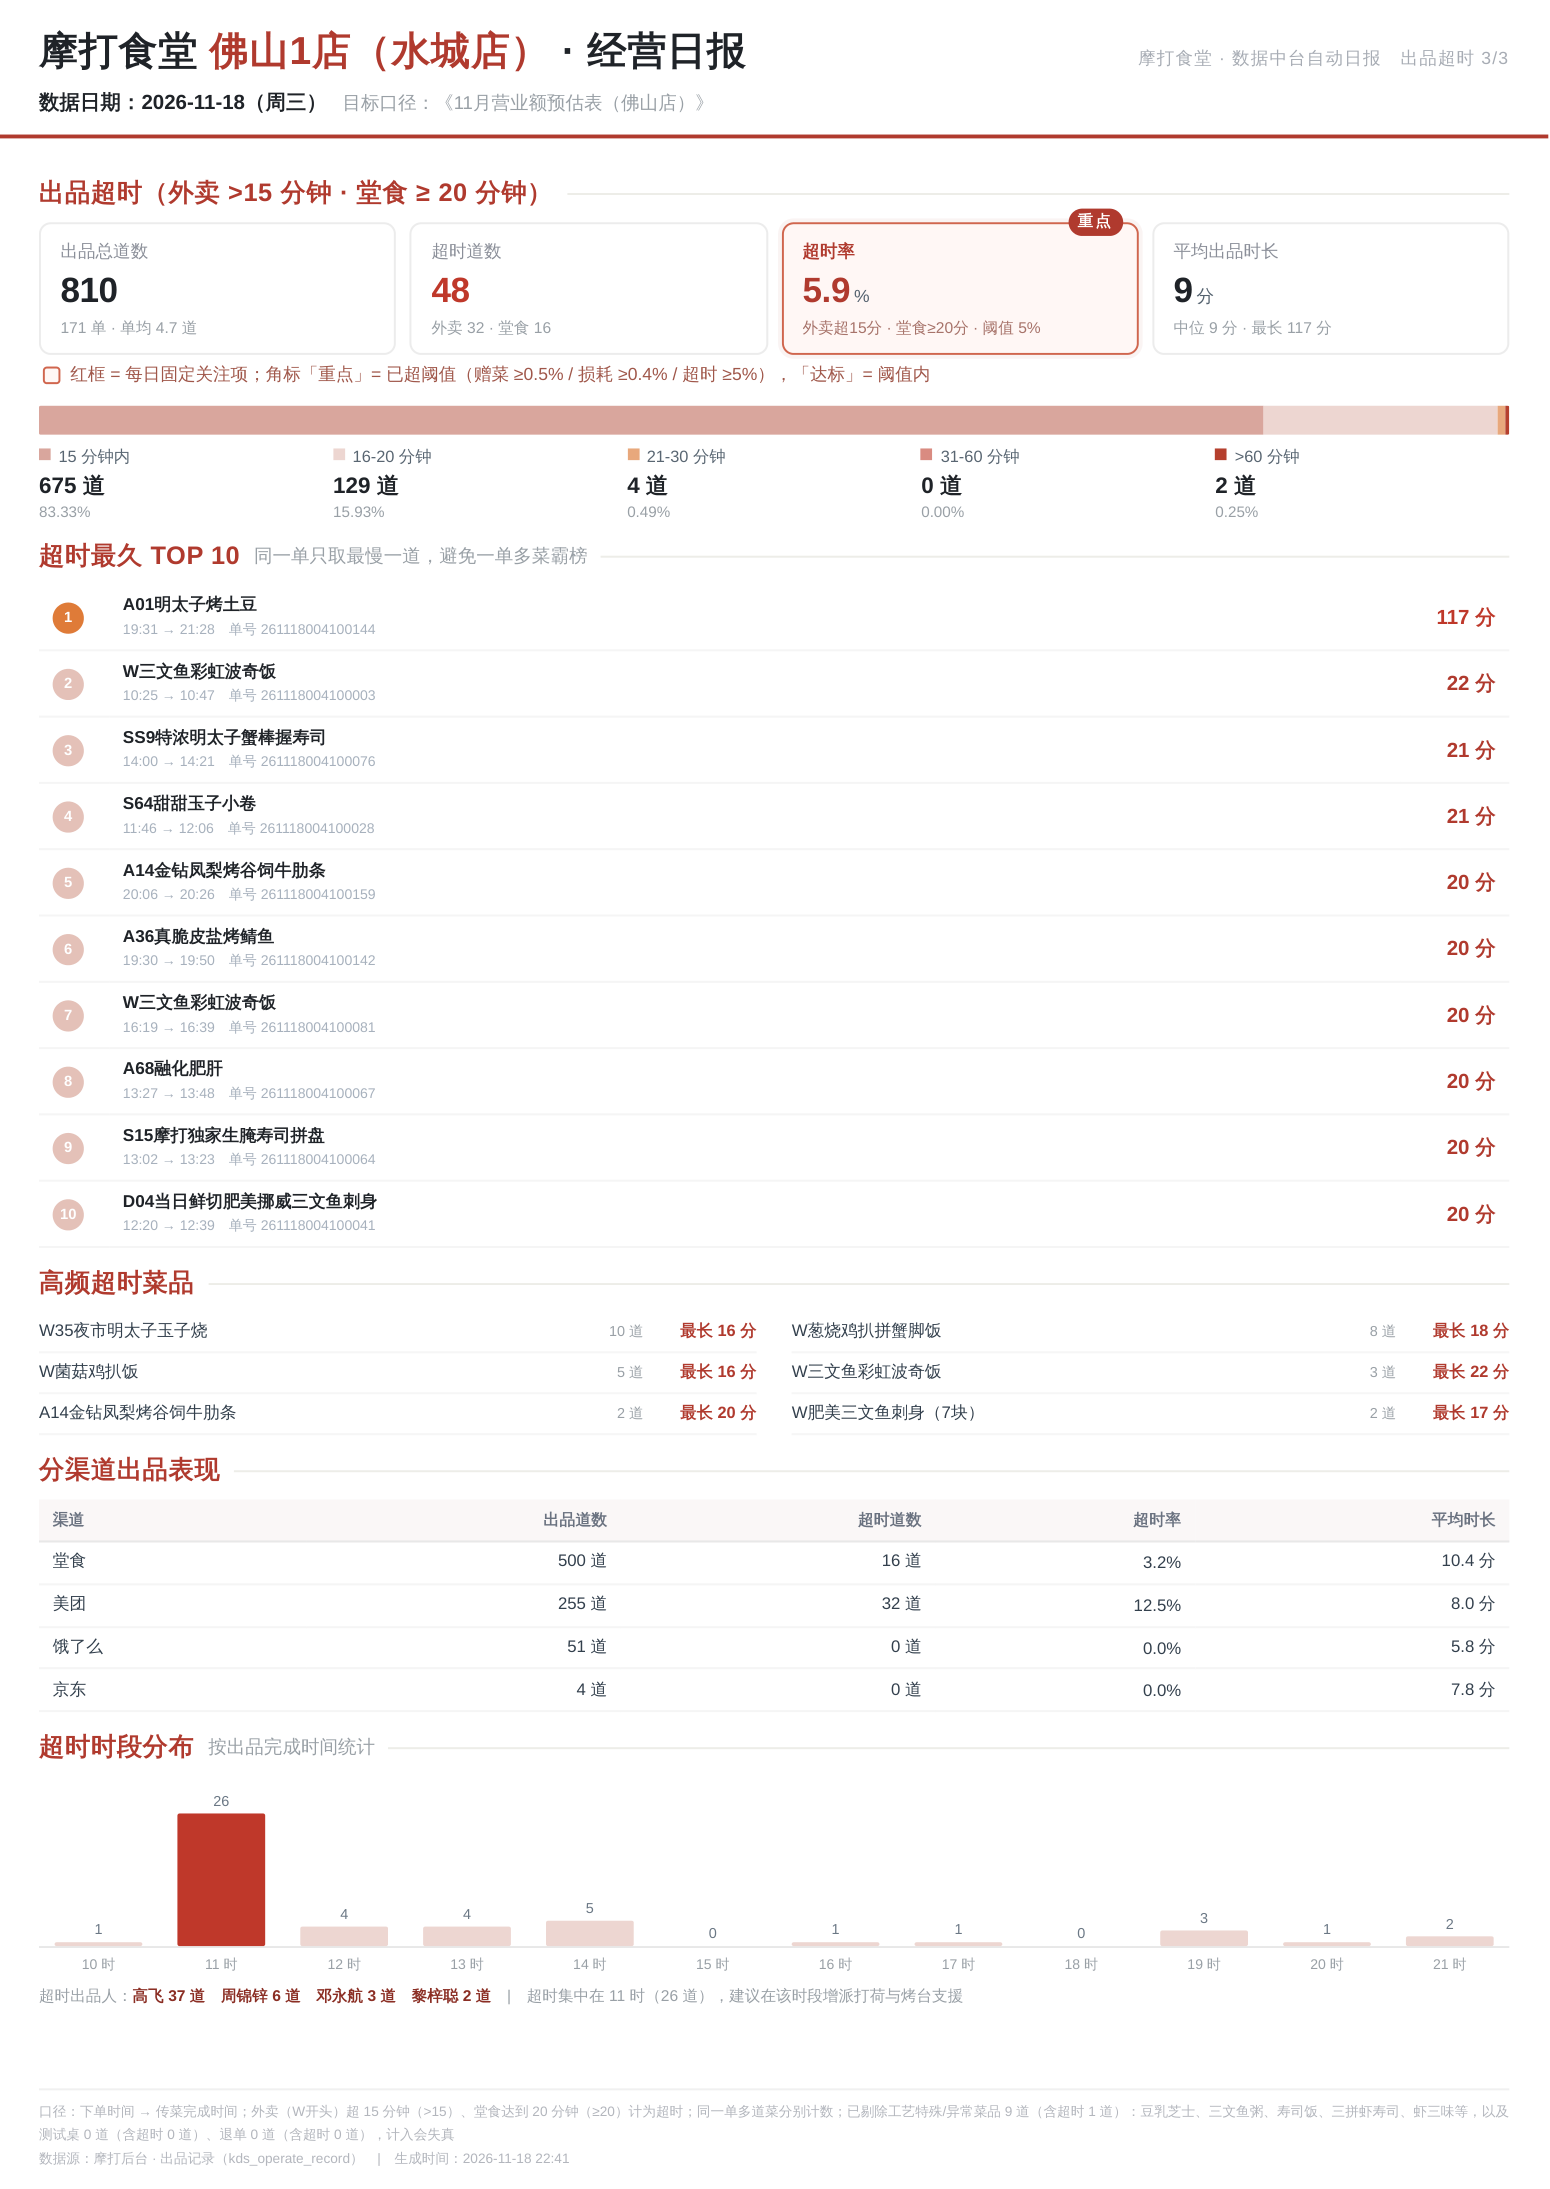 摩打食堂 佛山1店（水城店） · 经营日报
摩打食堂 · 数据中台自动日报 出品超时 3/3
数据日期：2026-11-18（周三） 目标口径：《11月营业额预估表（佛山店）》
出品超时（外卖 >15 分钟 · 堂食 ≥ 20 分钟）
出品总道数
810
171 单 · 单均 4.7 道
超时道数
48
外卖 32 · 堂食 16
重点
超时率
5.9 %
外卖超15分 · 堂食≥20分 · 阈值 5%
平均出品时长
9 分
中位 9 分 · 最长 117 分
红框 = 每日固定关注项；角标「重点」= 已超阈值（赠菜 ≥0.5% / 损耗 ≥0.4% / 超时 ≥5%），「达标」= 阈值内
15 分钟内
675 道
83.33%
16-20 分钟
129 道
15.93%
21-30 分钟
4 道
0.49%
31-60 分钟
0 道
0.00%
>60 分钟
2 道
0.25%
超时最久 TOP 10 同一单只取最慢一道，避免一单多菜霸榜
1
A01明太子烤土豆
19:31 → 21:28 单号 261118004100144
117 分
2
W三文鱼彩虹波奇饭
10:25 → 10:47 单号 261118004100003
22 分
3
SS9特浓明太子蟹棒握寿司
14:00 → 14:21 单号 261118004100076
21 分
4
S64甜甜玉子小卷
11:46 → 12:06 单号 261118004100028
21 分
5
A14金钻凤梨烤谷饲牛肋条
20:06 → 20:26 单号 261118004100159
20 分
6
A36真脆皮盐烤鲭鱼
19:30 → 19:50 单号 261118004100142
20 分
7
W三文鱼彩虹波奇饭
16:19 → 16:39 单号 261118004100081
20 分
8
A68融化肥肝
13:27 → 13:48 单号 261118004100067
20 分
9
S15摩打独家生腌寿司拼盘
13:02 → 13:23 单号 261118004100064
20 分
10
D04当日鲜切肥美挪威三文鱼刺身
12:20 → 12:39 单号 261118004100041
20 分
高频超时菜品
W35夜市明太子玉子烧 10 道 最长 16 分
W葱烧鸡扒拼蟹脚饭 8 道 最长 18 分
W菌菇鸡扒饭 5 道 最长 16 分
W三文鱼彩虹波奇饭 3 道 最长 22 分
A14金钻凤梨烤谷饲牛肋条 2 道 最长 20 分
W肥美三文鱼刺身（7块） 2 道 最长 17 分
分渠道出品表现
渠道 出品道数 超时道数 超时率 平均时长
堂食 500 道 16 道 3.2% 10.4 分
美团 255 道 32 道 12.5% 8.0 分
饿了么 51 道 0 道 0.0% 5.8 分
京东 4 道 0 道 0.0% 7.8 分
超时时段分布 按出品完成时间统计
1 26 4 4 5 0 1 1 0 3 1 2
10 时 11 时 12 时 13 时 14 时 15 时 16 时 17 时 18 时 19 时 20 时 21 时
超时出品人：高飞 37 道 周锦锌 6 道 邓永航 3 道 黎梓聪 2 道 | 超时集中在 11 时（26 道），建议在该时段增派打荷与烤台支援
口径：下单时间 → 传菜完成时间；外卖（W开头）超 15 分钟（>15）、堂食达到 20 分钟（≥20）计为超时；同一单多道菜分别计数；已剔除工艺特殊/异常菜品 9 道（含超时 1 道）：豆乳芝士、三文鱼粥、寿司饭、三拼虾寿司、虾三味等，以及
测试桌 0 道（含超时 0 道）、退单 0 道（含超时 0 道），计入会失真
数据源：摩打后台 · 出品记录（kds_operate_record） | 生成时间：2026-11-18 22:41